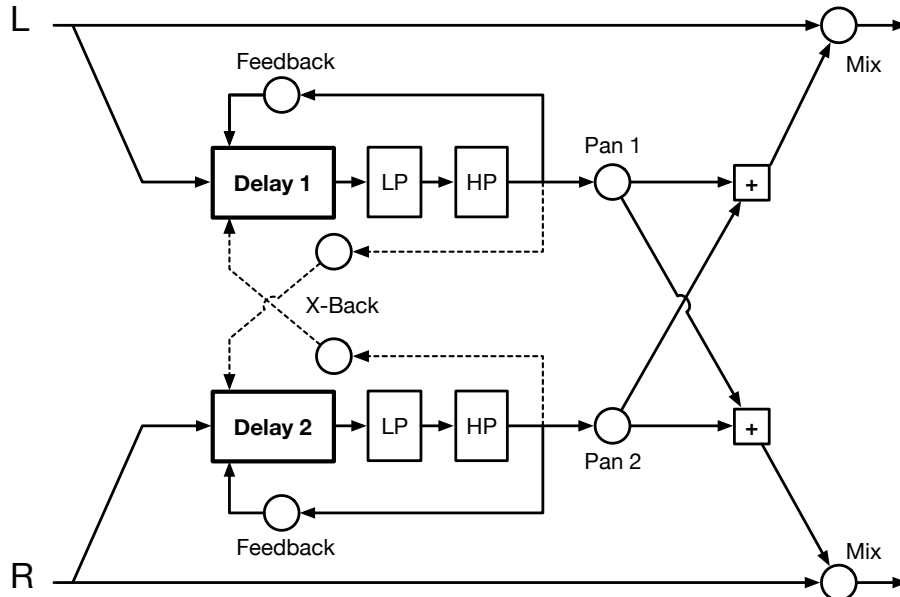 L
Mix
Feedback
Pan 1
Delay 1
LP
HP
+
X-Back
Delay 2
LP
HP
+
Pan 2
Feedback
Mix
R